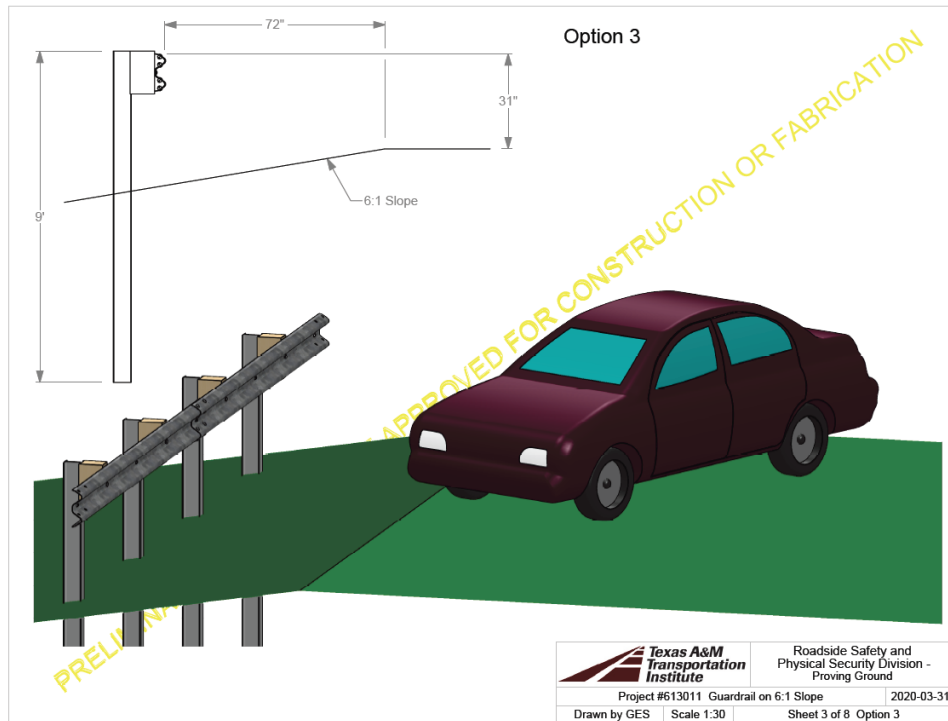 72"
Option 3
31"
6:1 Slope
9'
PRELIMINA
APPROVED FOR CONSTRUCTION OR FABRICATION
Texas A&M
Transportation
Institute
Roadside Safety and
Physical Security Division -
Proving Ground
Project #613011 Guardrail on 6:1 Slope
2020-03-31
Drawn by GES
Scale 1:30
Sheet 3 of 8 Option 3